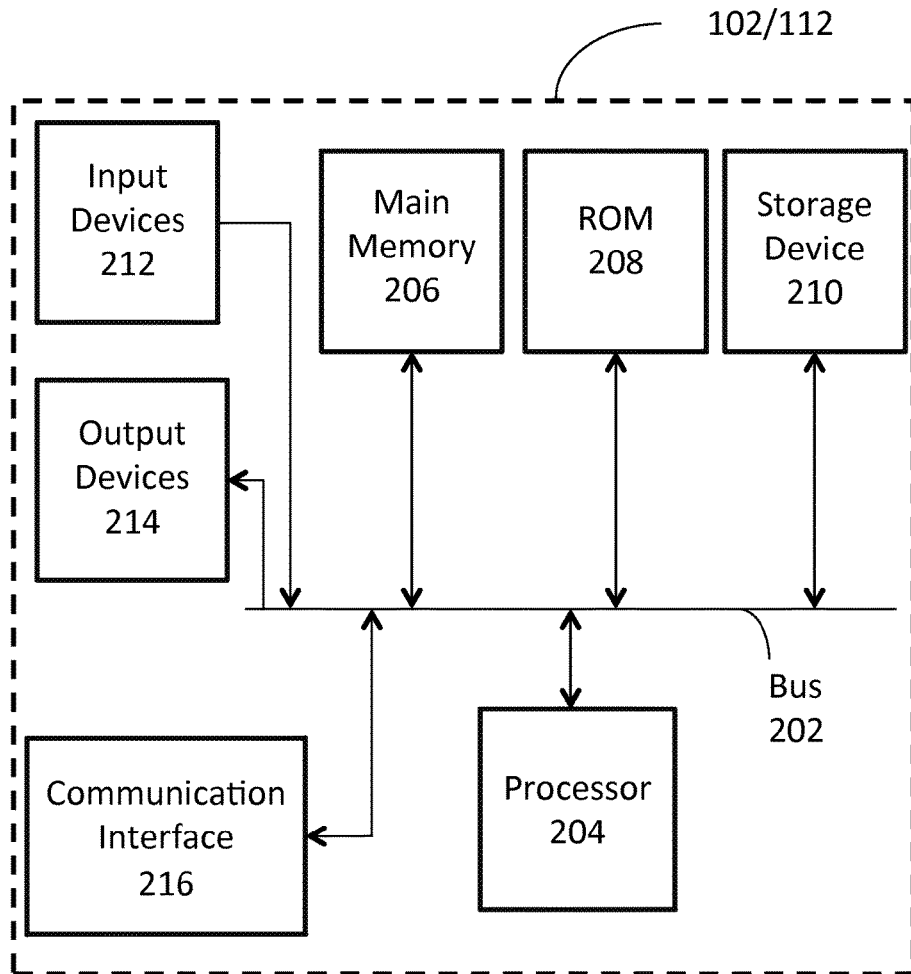 102/112
Input
Devices
212
Main
Memory
206
ROM
208
Storage
Device
210
Output
Devices
214
Bus
202
Communication
Interface
216
Processor
204